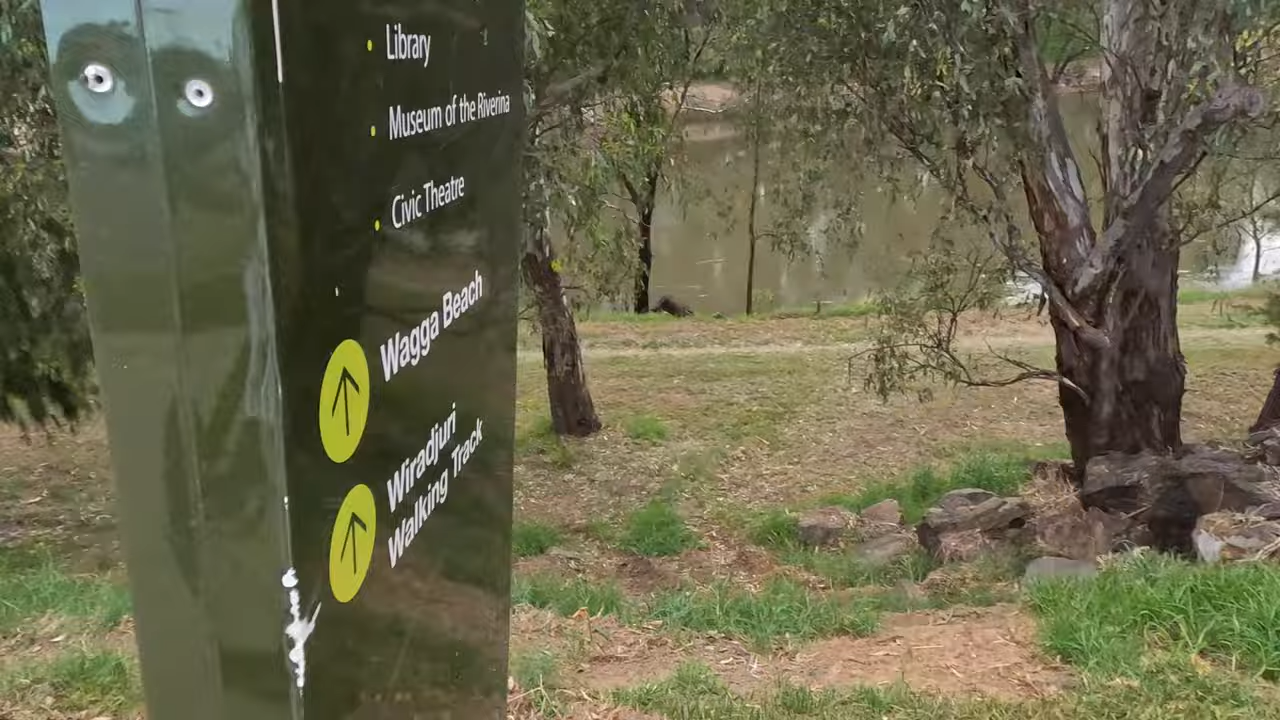 Library
Museum of the Riverina
Civic Theatre
Wagga Beach
Wiradjuri
Walking Track